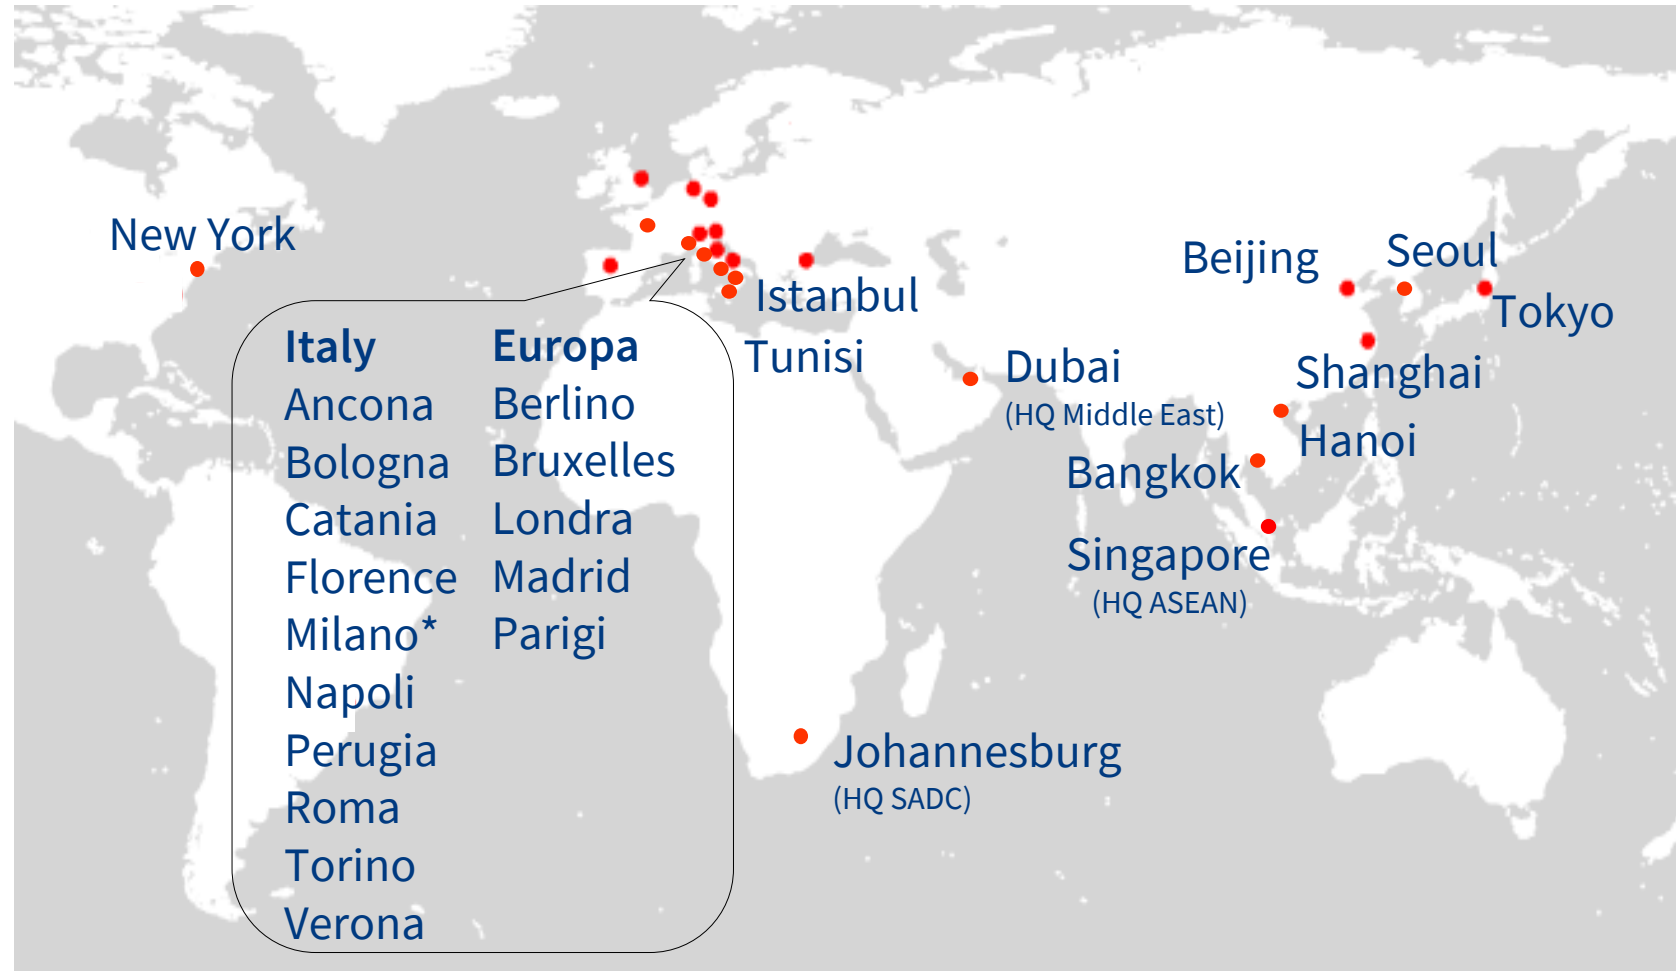 New York
Italy
Ancona
Bologna
Catania
Florence
Milano*
Napoli
Perugia
Roma
Torino
Verona
Europa
Berlino
Bruxelles
Londra
Madrid
Parigi
Istanbul
Tunisi
Dubai
(HQ Middle East)
Johannesburg
(HQ SADC)
Beijing
Seoul
Tokyo
Shanghai
Hanoi
Bangkok
Singapore
(HQ ASEAN)